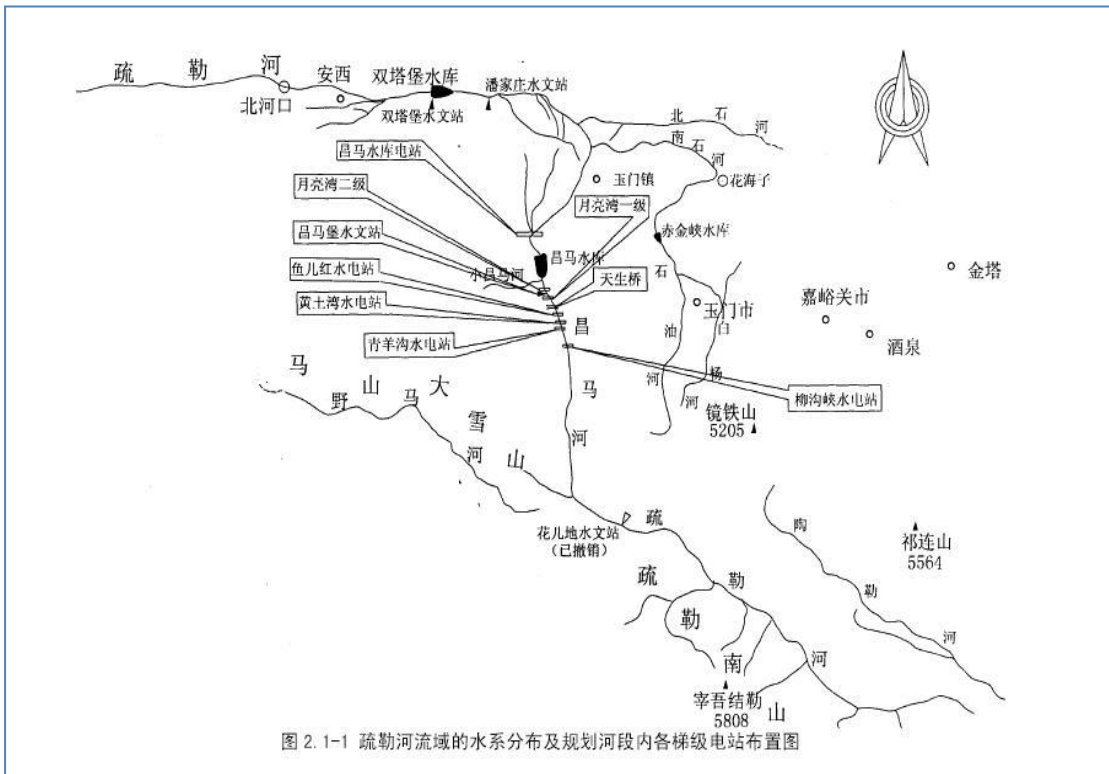 疏勒河
安西
双塔堡水库
潘家庄水文站
北河口
双塔堡水文站
北石河
南石河
昌马水库电站
玉门镇
花海子
月亮湾二级
月亮湾一级
昌马堡水文站
昌马水库
赤金峡水库
小昌马河
鱼儿红水电站
天生桥
石油河
金塔
黄土湾水电站
玉门市
嘉峪关市
青羊沟水电站
昌马河
白杨河
酒泉
柳沟峡水电站
野马河
马山大雪山
镜铁山
5205
花儿地水文站
(已撤销)
疏勒河
陶勒河
祁连山
5564
疏勒南山
宰吾结勒
5808
图 2.1-1 疏勒河流域的水系分布及规划河段内各梯级电站布置图